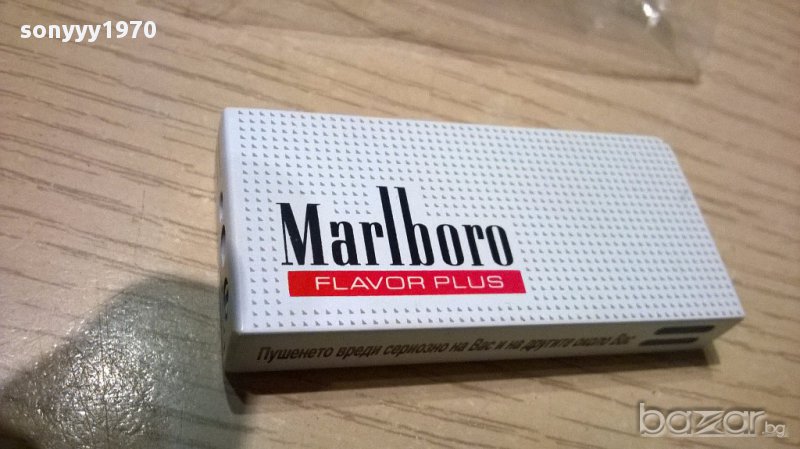 sonyyy1970
Marlboro
FLAVOR PLUS
Пушенето вреди сериозно на Вас и на другите около Вас
bazar.bg